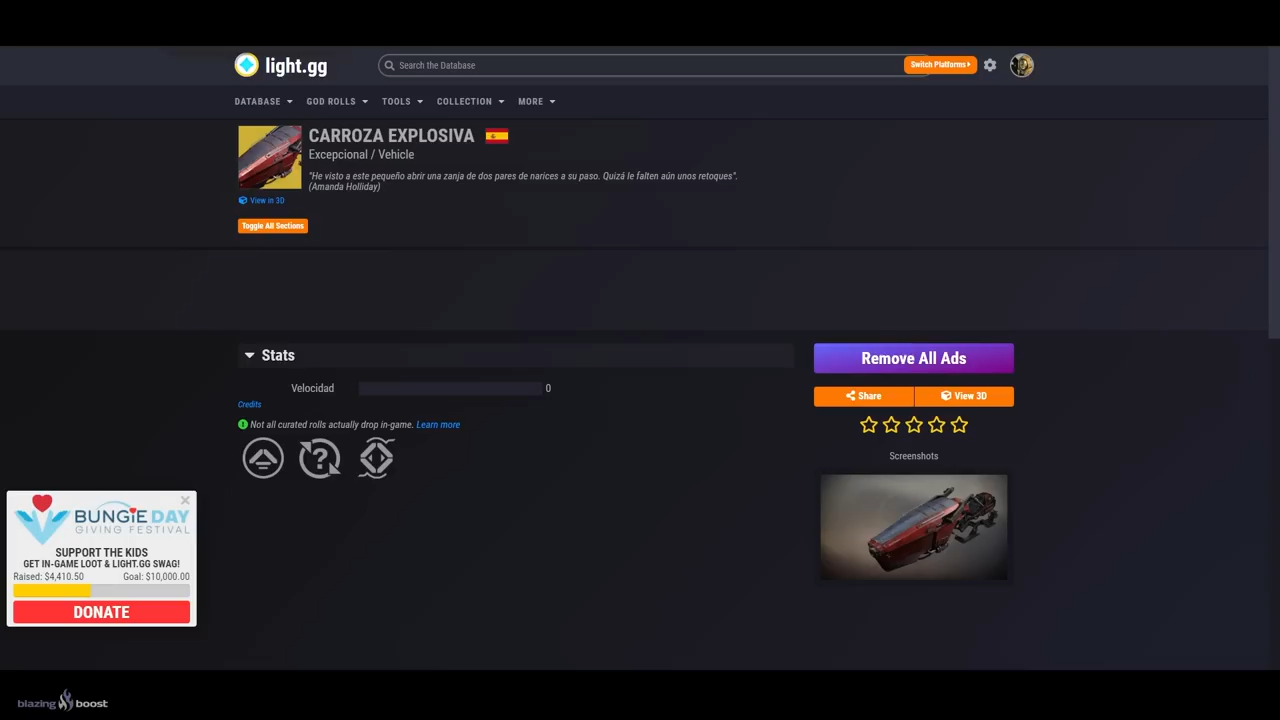 light.gg
Search the Database
Switch Platforms
DATABASE
GOD ROLLS
TOOLS
COLLECTION
MORE
CARROZA EXPLOSIVA
Excepcional / Vehicle
"He visto a este pequeño abrir una zanja de dos pares de narices a su paso. Quizá le falten aún unos retoques".
(Amanda Holliday)
View in 3D
Toggle All Sections
Stats
Velocidad 0
Credits
Not all curated rolls actually drop in-game. Learn more
?
Remove All Ads
Share
View 3D
Screenshots
BUNGIE DAY
GIVING FESTIVAL
SUPPORT THE KIDS
GET IN-GAME LOOT & LIGHT.GG SWAG!
Raised: $4,410.50 Goal: $10,000.00
DONATE
blazing boost